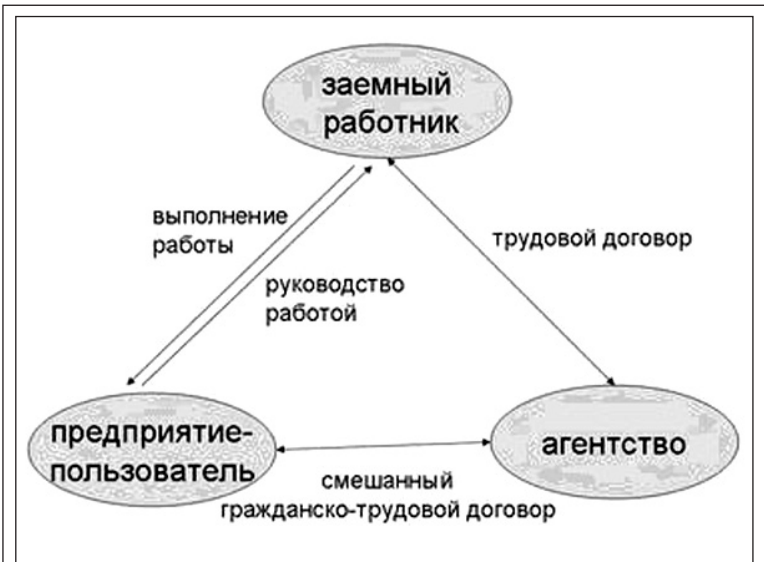 заемный
работник
выполнение
работы
трудовой договор
руководство
работой
предприятие-
пользователь
агентство
смешанный
гражданско-трудовой договор